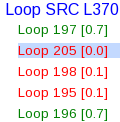 Loop SRC L370
Loop 197 [0.7]
Loop 205 [0.0]
Loop 198 [0.1]
Loop 195 [0.1]
Loop 196 [0.7]